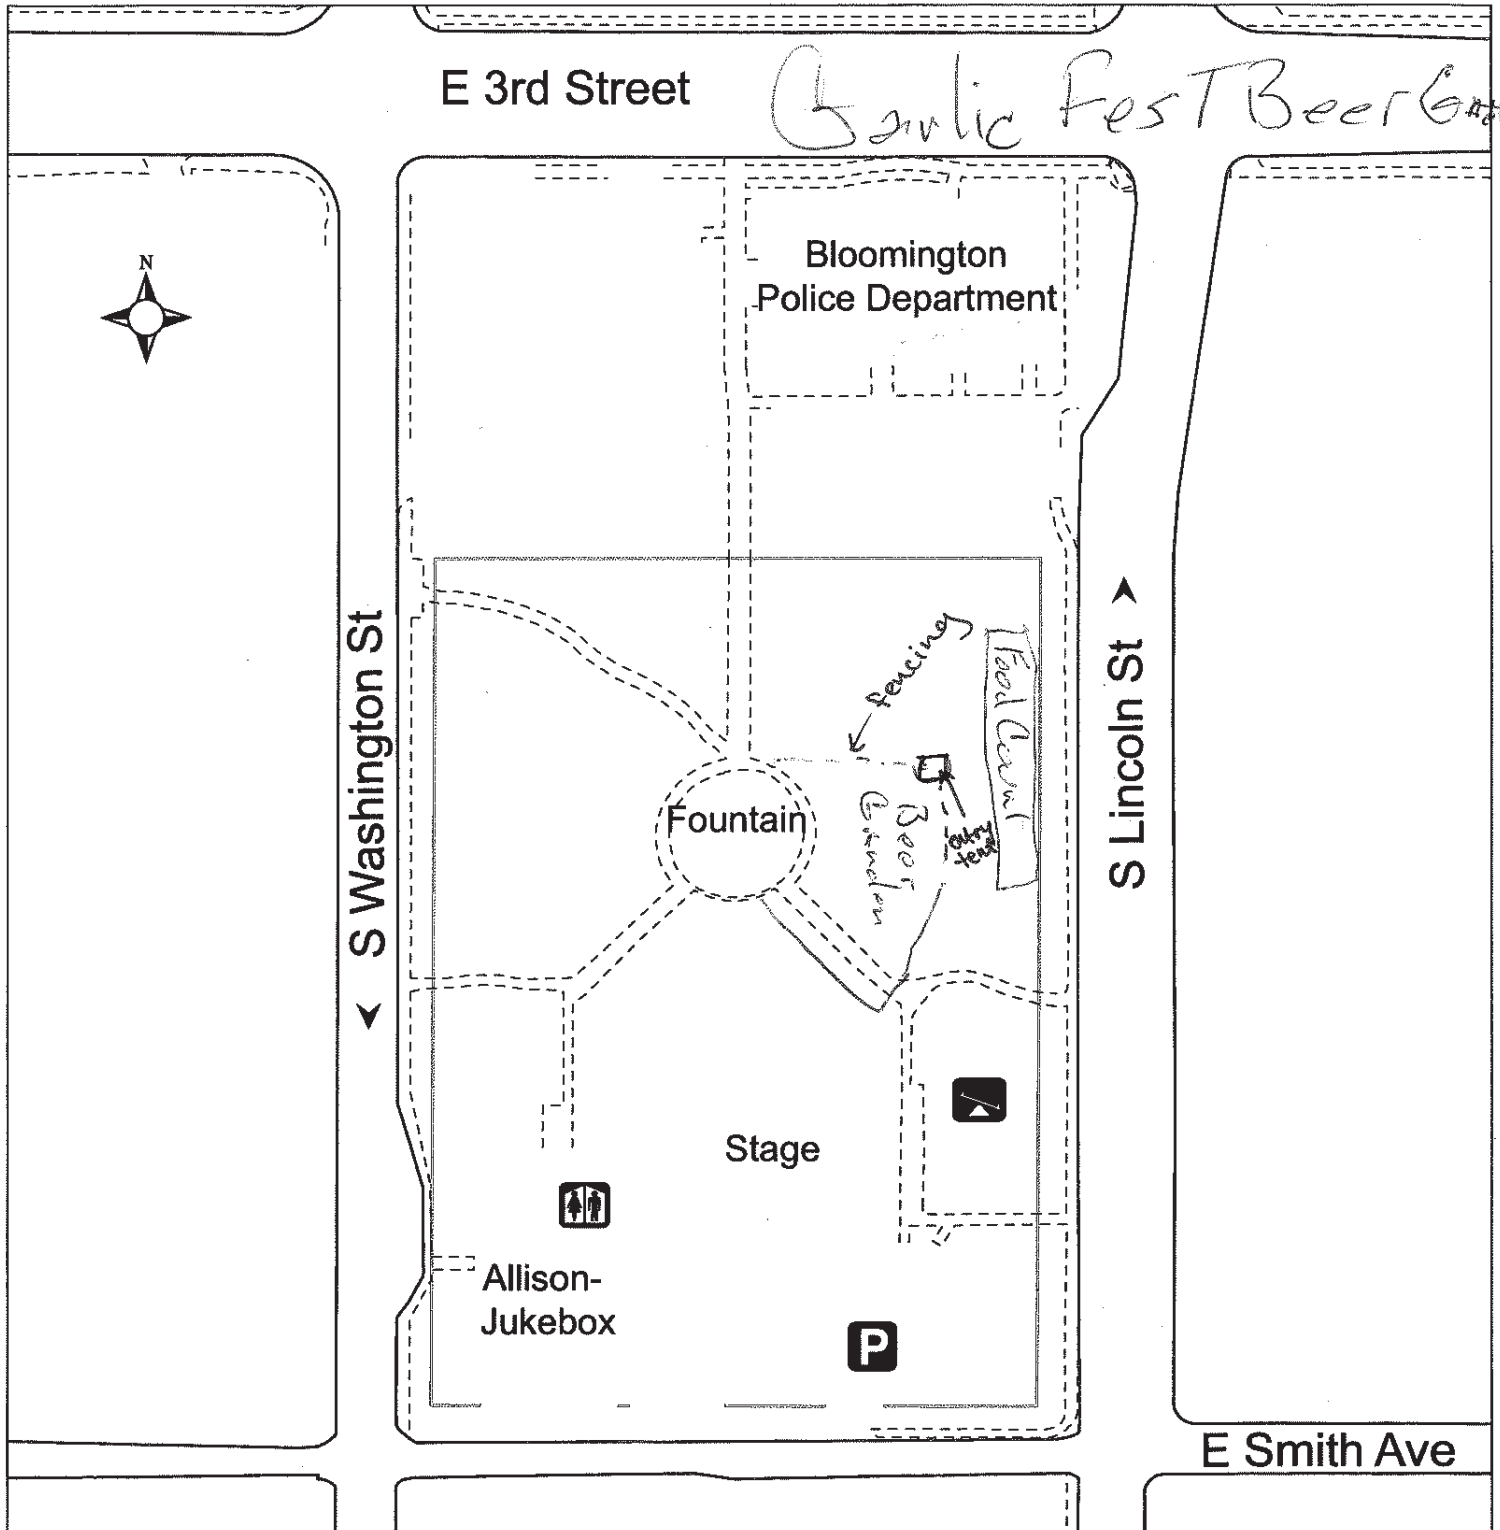 E 3rd Street
Garlic Fest Beer
N
Bloomington
Police Department
S Washington St
S Lincoln St
fencing
Food Court
Fountain
Beer
Garden
entry
tent
Stage
Allison-
Jukebox
P
E Smith Ave